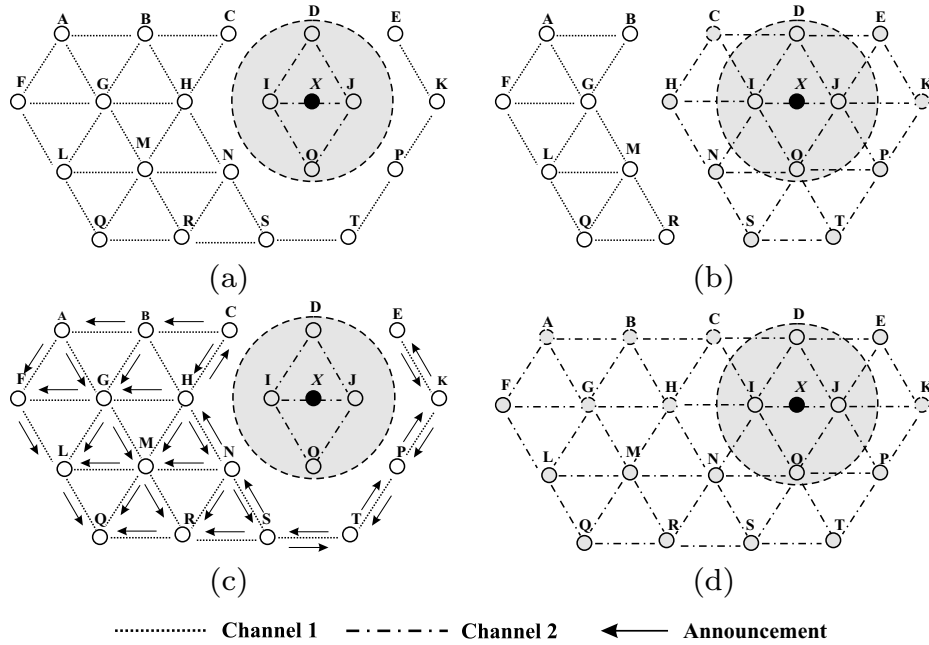 A B C D E
F G H I X J K
L M N O P
Q R S T
(a)
A B C D E
F G H I X J K
L M N O P
Q R S T
(b)
A B C D E
F G H I X J K
L M N O P
Q R S T
(c)
A B C D E
F G H I X J K
L M N O P
Q R S T
(d)
Channel 1 Channel 2 Announcement